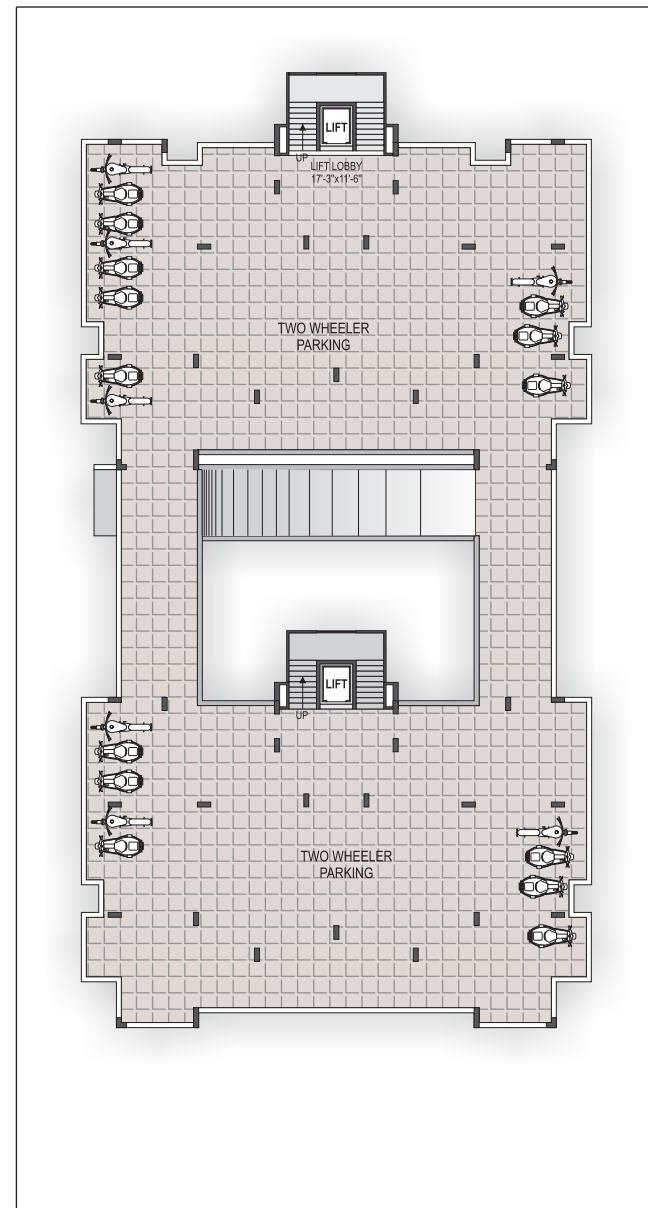 LIFT
UP
LIFT LOBBY
17'-3"x11'-6"
TWO WHEELER
PARKING
LIFT
UP
TWO WHEELER
PARKING